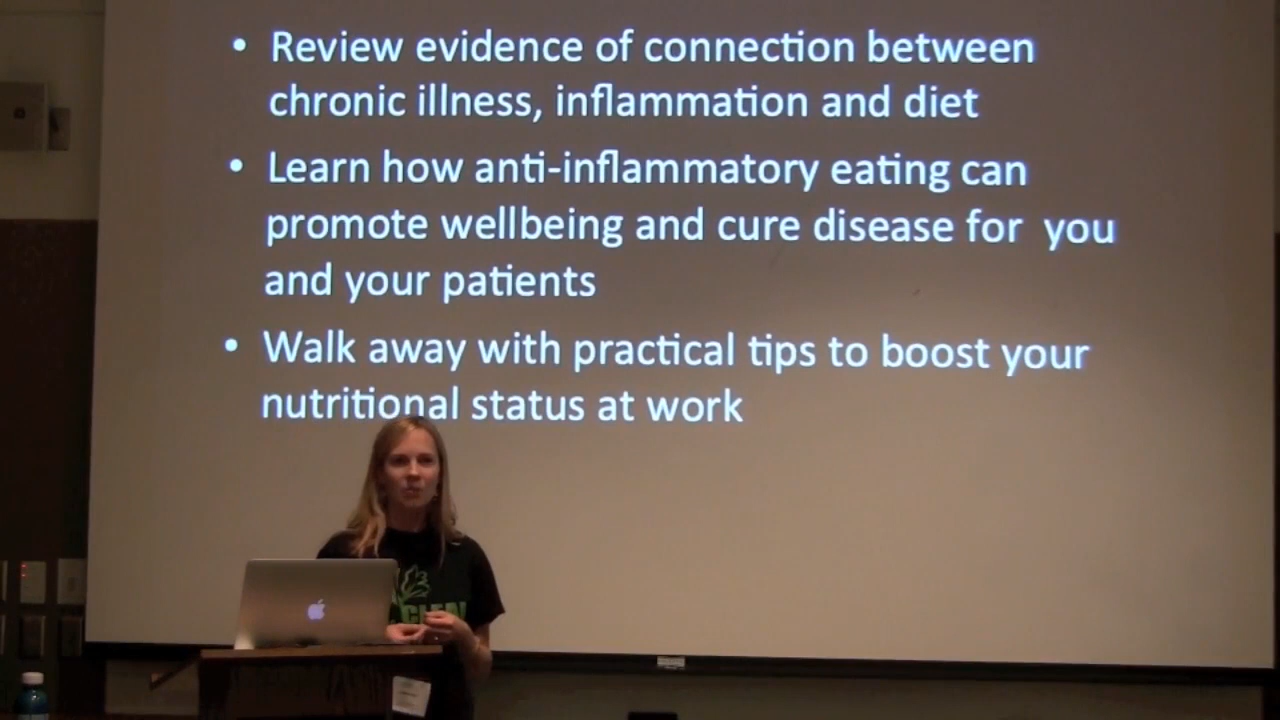 • Review evidence of connection between
chronic illness, inflammation and diet
• Learn how anti-inflammatory eating can
promote wellbeing and cure disease for you
and your patients
• Walk away with practical tips to boost your
nutritional status at work